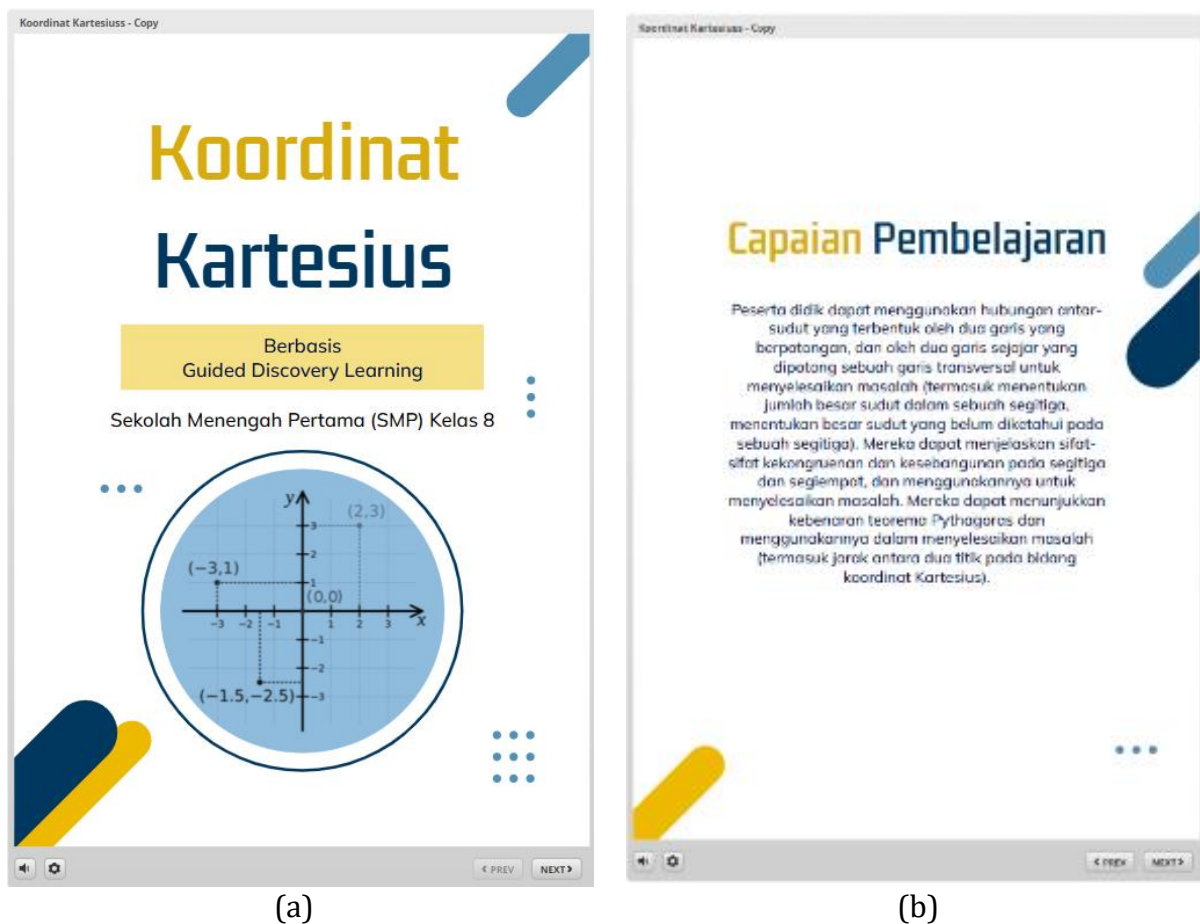 Koordinat Kartesiuss - Copy
Koordinat
Kartesius
Berbasis
Guided Discovery Learning
Sekolah Menengah Pertama (SMP) Kelas 8
y
3
(2,3)
2
(−3,1)
1
(0,0)
−3 −2 −1 1 2 3 x
−1
−2
(−1.5,−2.5) −3
< PREV NEXT >
(a)
Koordinat Kartesiuss - Copy
Capaian Pembelajaran
Peserta didik dapat menggunakan hubungan antar-
sudut yang terbentuk oleh dua garis yang
berpotongan, dan oleh dua garis sejajar yang
dipotong sebuah garis transversal untuk
menyelesaikan masalah (termasuk menentukan
jumlah besar sudut dalam sebuah segitiga,
menentukan besar sudut yang belum diketahui pada
sebuah segitiga). Mereka dapat menjelaskan sifat-
sifat kekongruenan dan kesebangunan pada segitiga
dan segiempat, dan menggunakannya untuk
menyelesaikan masalah. Mereka dapat menunjukkan
kebenaran teorema Pythagoras dan
menggunakannya dalam menyelesaikan masalah
(termasuk jarak antara dua titik pada bidang
koordinat Kartesius).
< PREV NEXT >
(b)